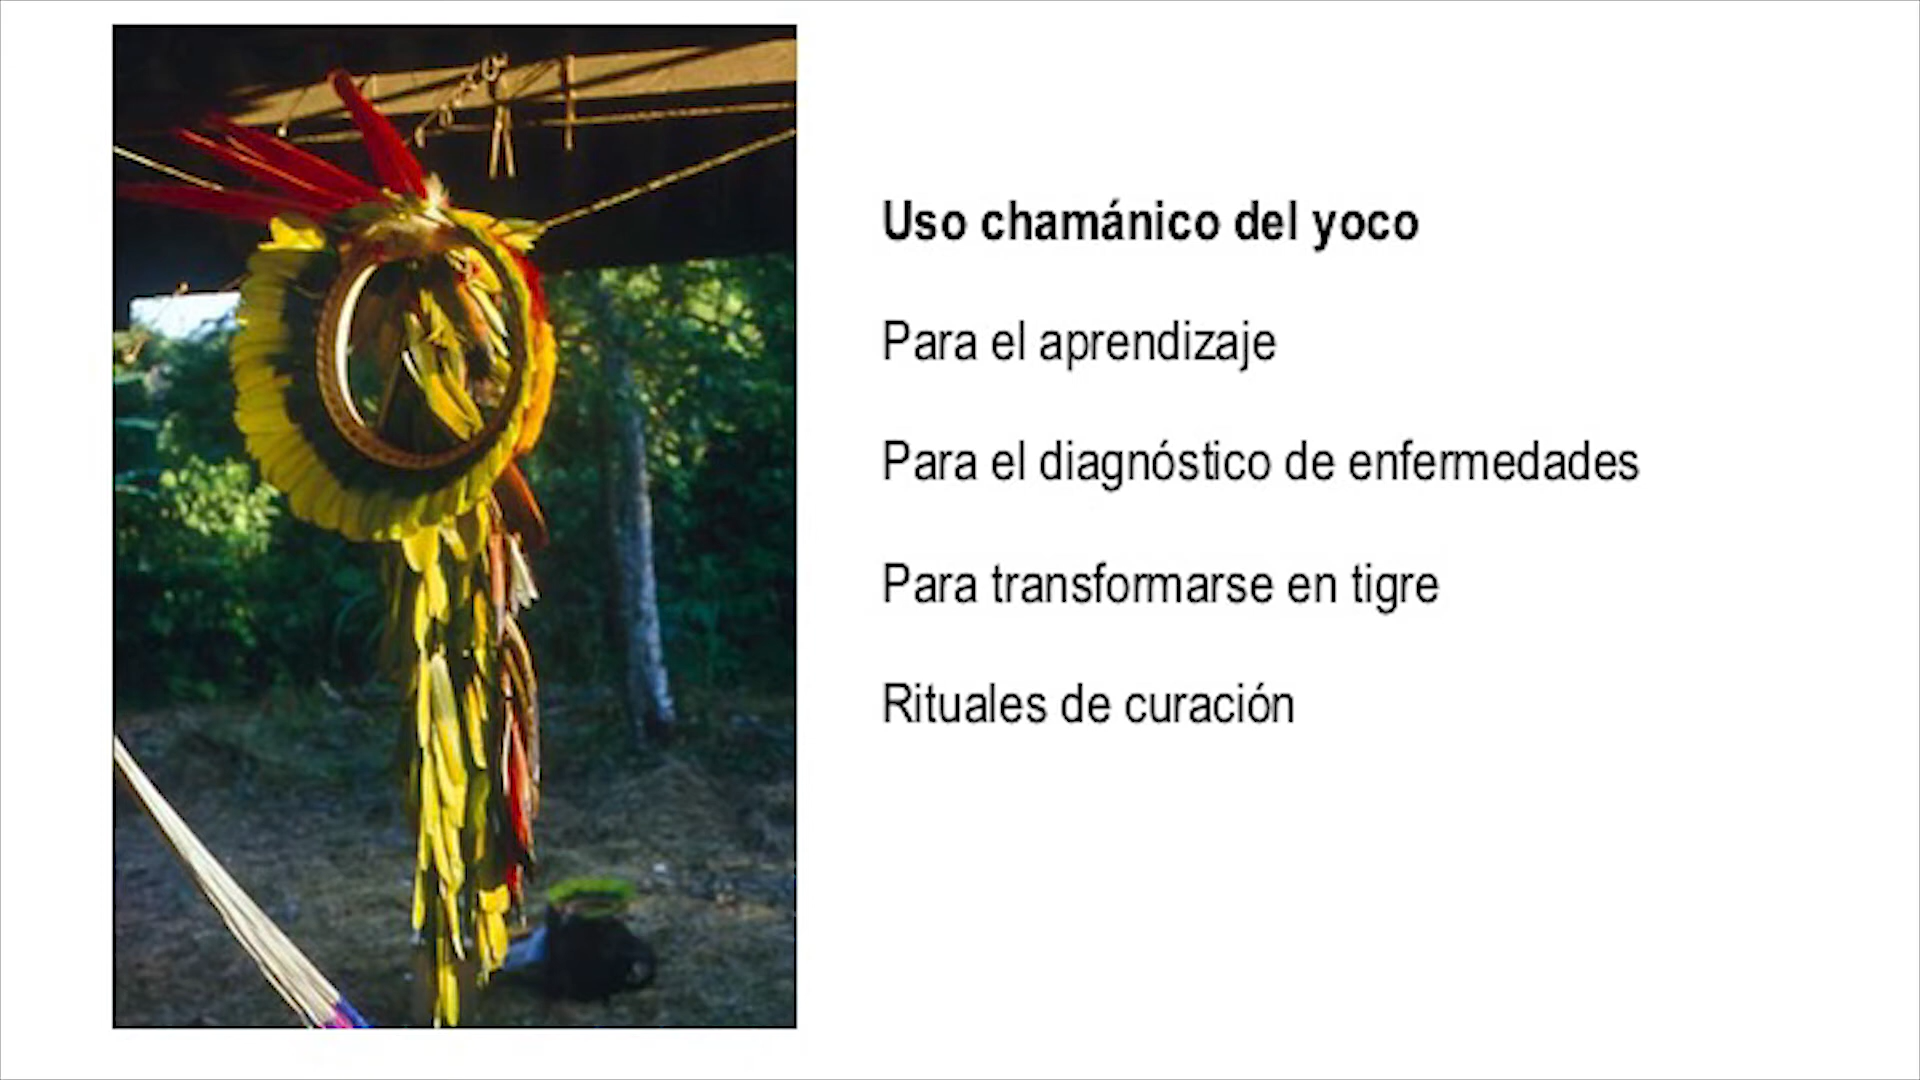 Uso chamánico del yoco
Para el aprendizaje
Para el diagnóstico de enfermedades
Para transformarse en tigre
Rituales de curación